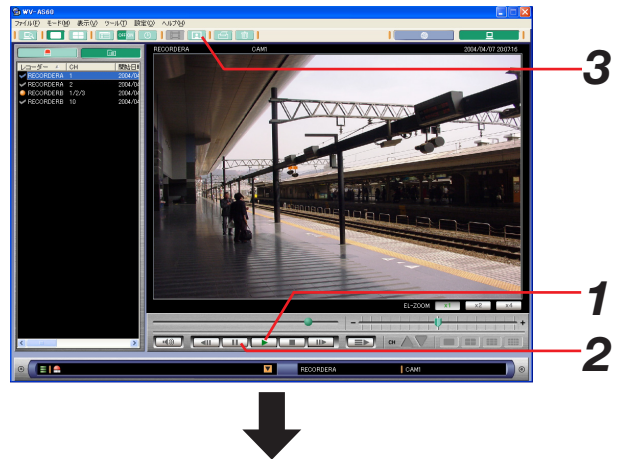 WV-AS60
ファイル(F) モード(M) 表示(V) ツール(T) 設定(O) ヘルプ(H)
RECORDERA CAM1 2004/04/07 20:07:16
3
レコーダー CH 開始日時
RECORDERA 1 2004/04
RECORDERA 2 2004/04
RECORDERB 1/2/3 2004/04
RECORDERB 10 2004/04
EL-ZOOM x1 x2 x4
1
- +
CH
2
RECORDERA CAM1